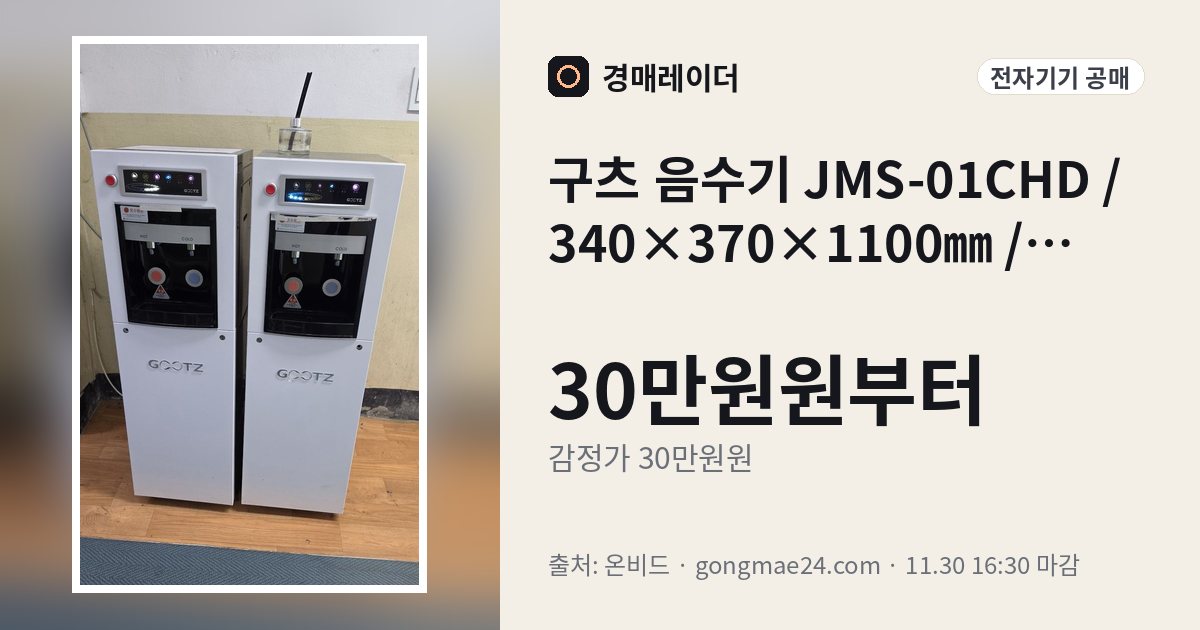 경매레이더
전자기기 공매
구츠 음수기 JMS-01CHD /
340×370×1100㎜ /…
30만원원부터
감정가 30만원원
출처: 온비드 · gongmae24.com · 11.30 16:30 마감
GOOTZ
GOOTZ
HOT COLD
HOT COLD
GOOTZ
GOOTZ